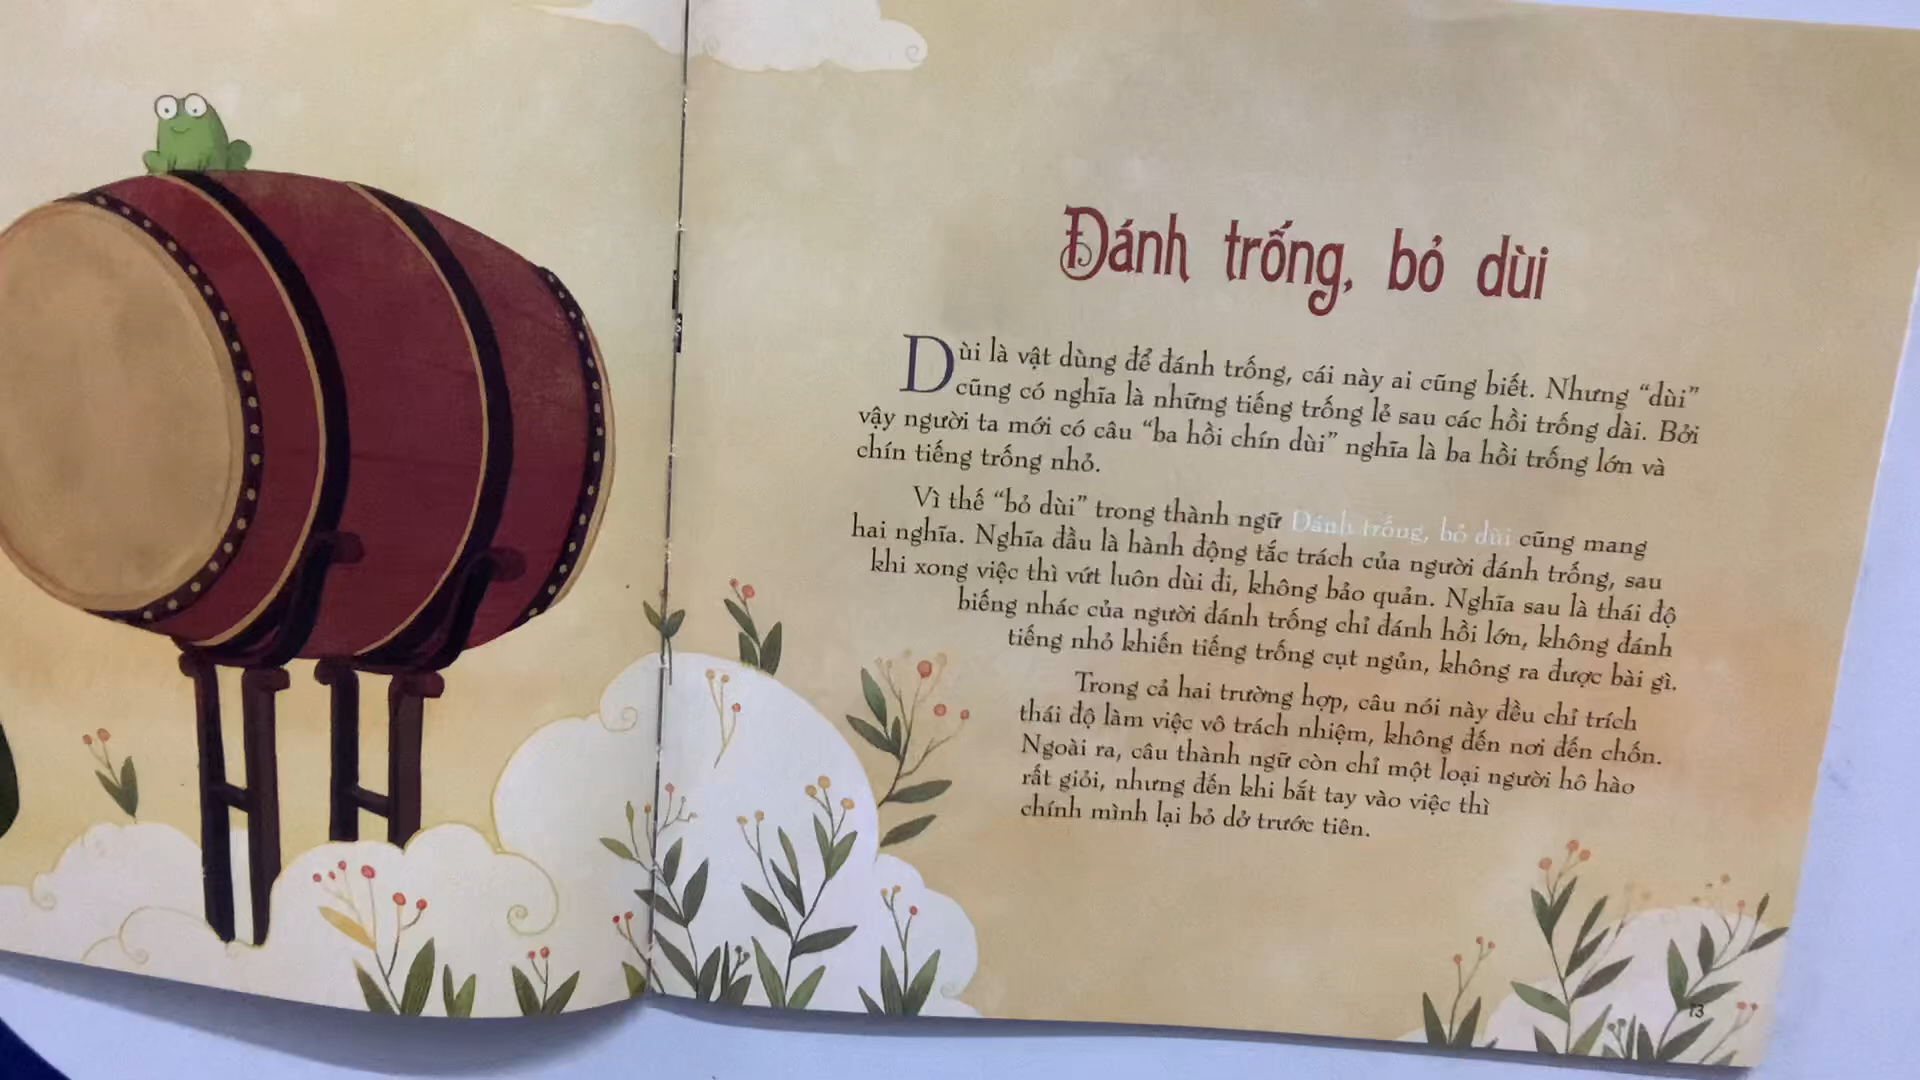 Đánh trống, bỏ dùi
Dùi là vật dùng để đánh trống, cái này ai cũng biết. Nhưng “dùi”
cũng có nghĩa là những tiếng trống lẻ sau các hồi trống dài. Bởi
vậy người ta mới có câu “ba hồi chín dùi” nghĩa là ba hồi trống lớn và
chín tiếng trống nhỏ.
Vì thế “bỏ dùi” trong thành ngữ Đánh trống, bỏ dùi cũng mang
hai nghĩa. Nghĩa đầu là hành động tắc trách của người đánh trống, sau
khi xong việc thì vứt luôn dùi đi, không bảo quản. Nghĩa sau là thái độ
biếng nhác của người đánh trống chỉ đánh hồi lớn, không đánh
tiếng nhỏ khiến tiếng trống cụt ngủn, không ra được bài gì.
Trong cả hai trường hợp, câu nói này đều chỉ trích
thái độ làm việc vô trách nhiệm, không đến nơi đến chốn.
Ngoài ra, câu thành ngữ còn chỉ một loại người hô hào
rất giỏi, nhưng đến khi bắt tay vào việc thì
chính mình lại bỏ dở trước tiên.
13